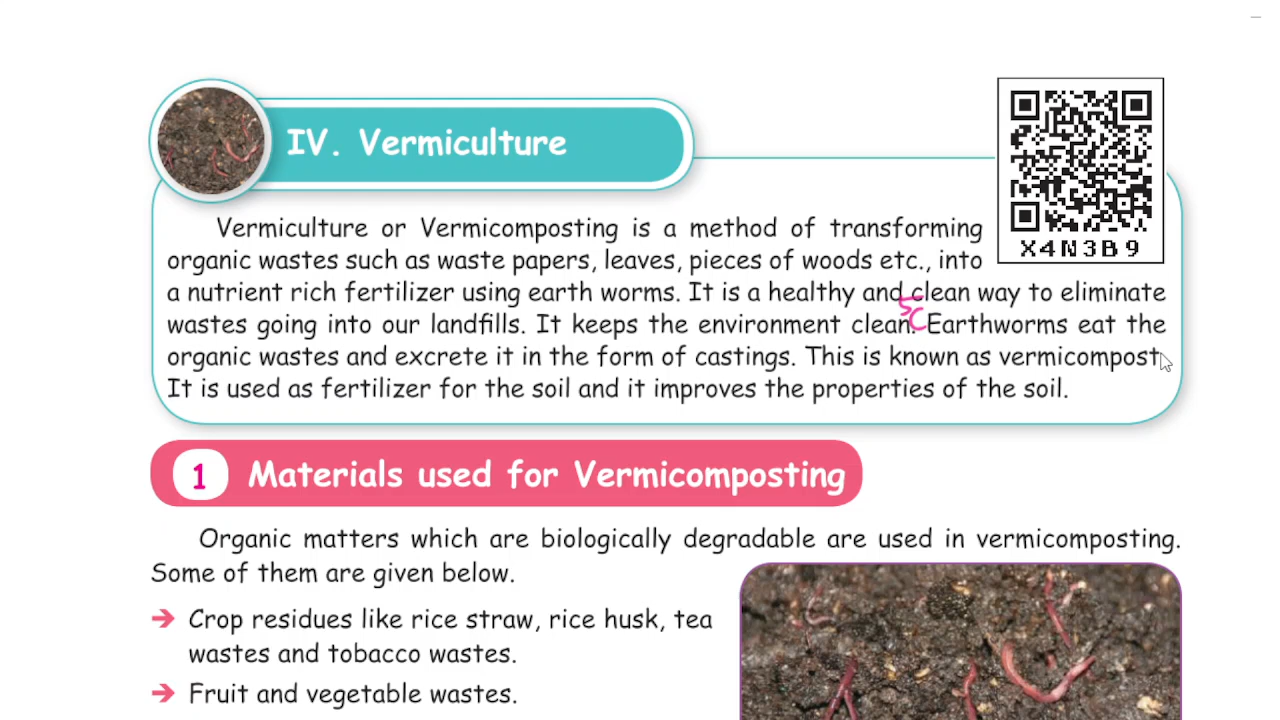 IV. Vermiculture
X4N3B9
Vermiculture or Vermicomposting is a method of transforming
organic wastes such as waste papers, leaves, pieces of woods etc., into
a nutrient rich fertilizer using earth worms. It is a healthy and clean way to eliminate
wastes going into our landfills. It keeps the environment clean. Earthworms eat the
organic wastes and excrete it in the form of castings. This is known as vermicompost.
It is used as fertilizer for the soil and it improves the properties of the soil.
1 Materials used for Vermicomposting
Organic matters which are biologically degradable are used in vermicomposting.
Some of them are given below.
➔ Crop residues like rice straw, rice husk, tea
wastes and tobacco wastes.
➔ Fruit and vegetable wastes.